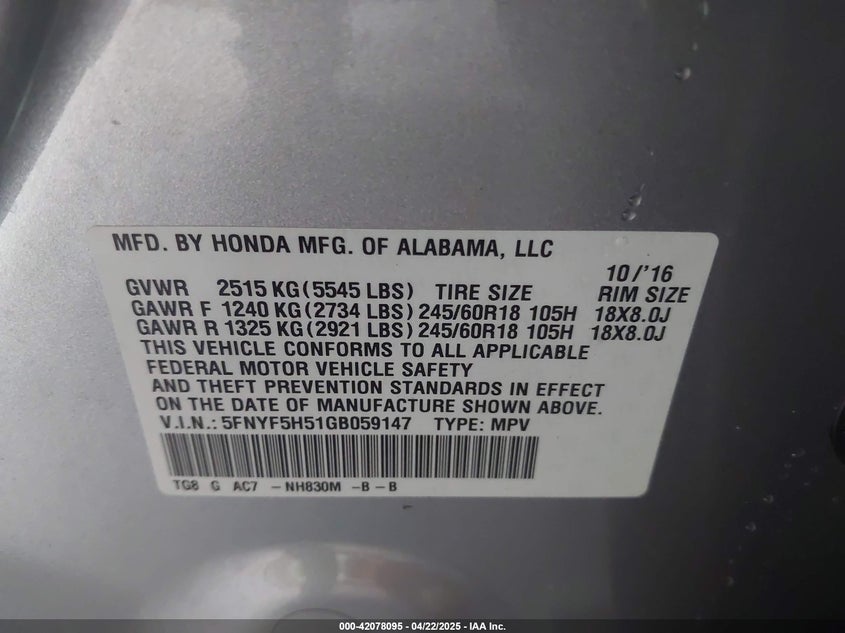 MFD. BY HONDA MFG. OF ALABAMA, LLC
10/'16
GVWR 2515 KG (5545 LBS) TIRE SIZE RIM SIZE
GAWR F 1240 KG (2734 LBS) 245/60R18 105H 18X8.0J
GAWR R 1325 KG (2921 LBS) 245/60R18 105H 18X8.0J
THIS VEHICLE CONFORMS TO ALL APPLICABLE
FEDERAL MOTOR VEHICLE SAFETY
AND THEFT PREVENTION STANDARDS IN EFFECT
ON THE DATE OF MANUFACTURE SHOWN ABOVE.
V.I.N.: 5FNYF5H51GB059147 TYPE: MPV
TG8 G AC7 - NH830M -B - B
000-42078095 - 04/22/2025 - IAA Inc.